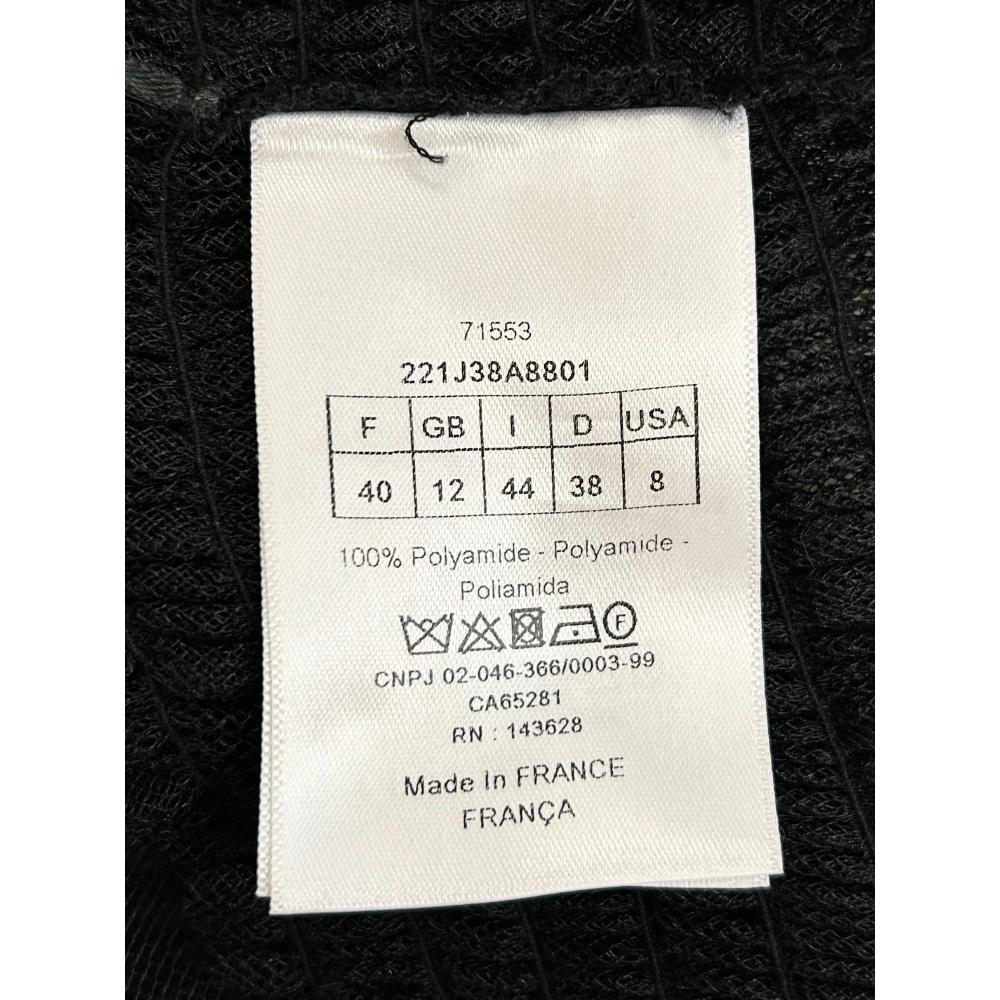 71553
221J38A8801
F GB I D USA
40 12 44 38 8
100% Polyamide - Polyamide -
Poliamida
F
CNPJ 02-046-366/0003-99
CA65281
RN : 143628
Made In FRANCE
FRANÇA